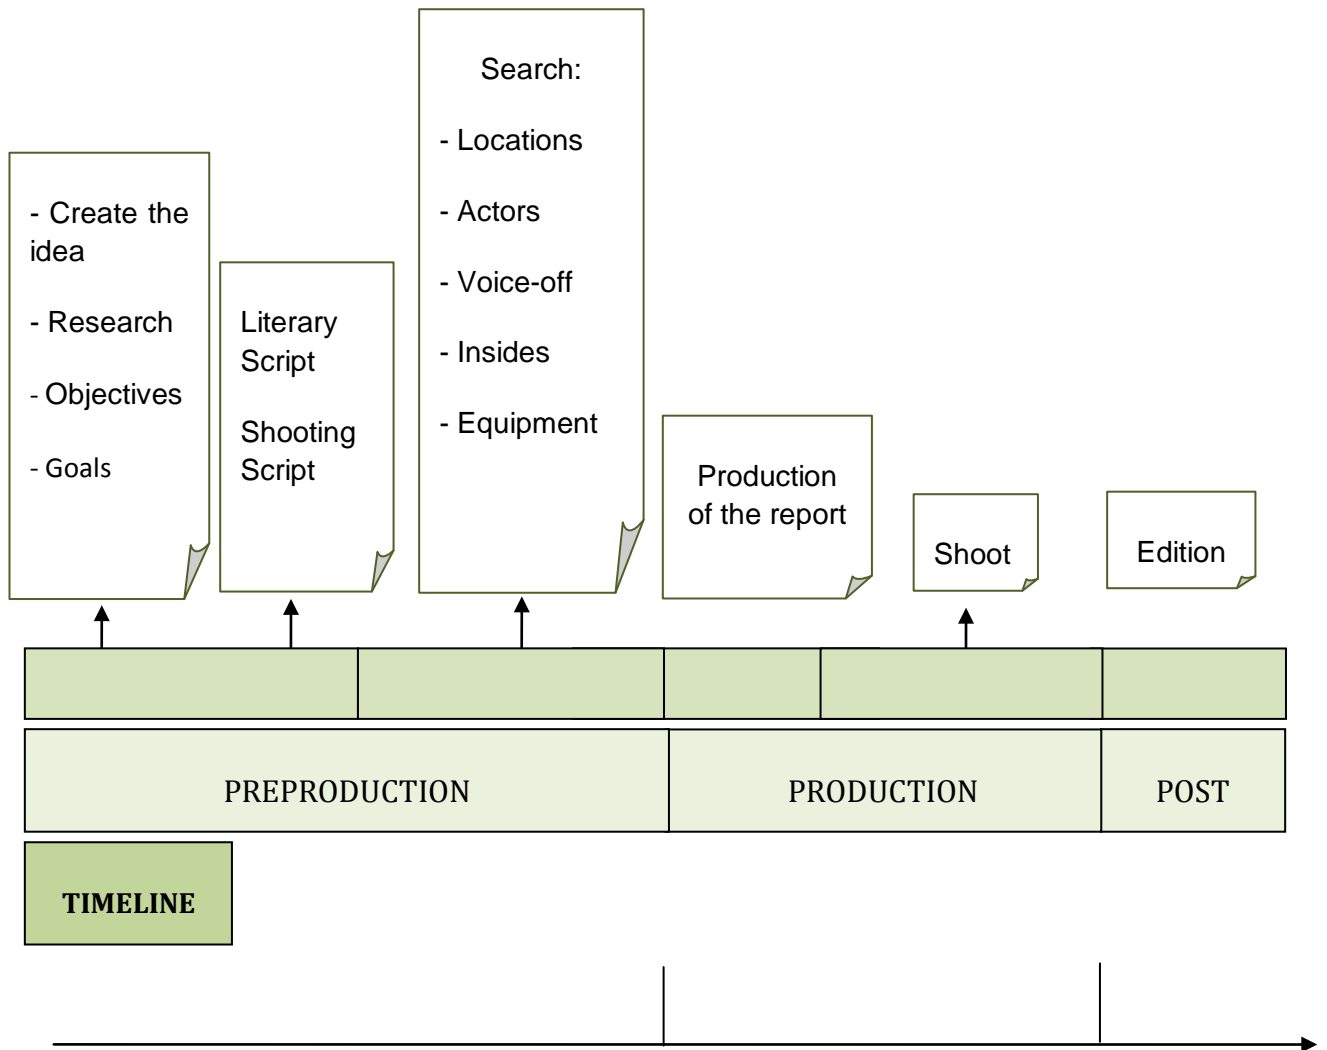 - Create the
idea
- Research
- Objectives
- Goals
Literary
Script
Shooting
Script
Search:
- Locations
- Actors
- Voice-off
- Insides
- Equipment
Production
of the report
Shoot
Edition
PREPRODUCTION
PRODUCTION
POST
TIMELINE